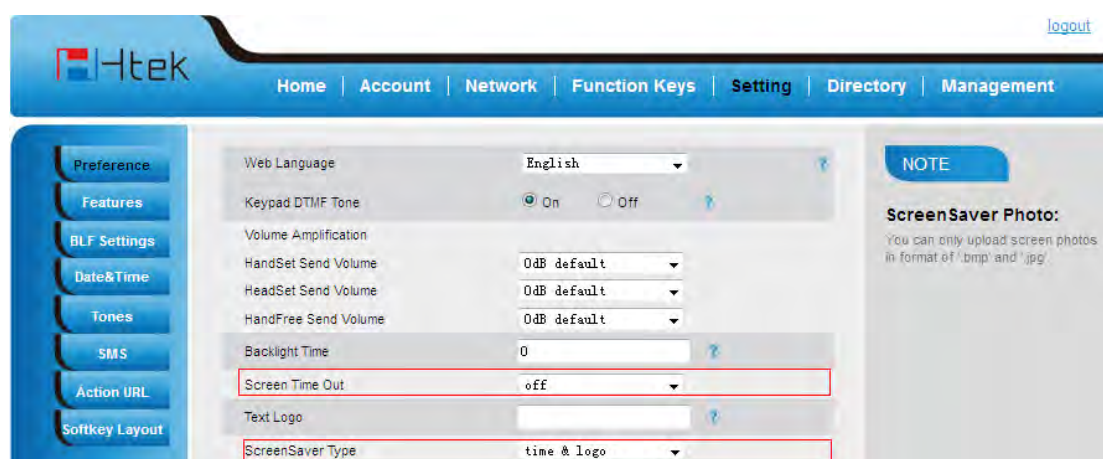 logout
Htek
Home | Account | Network | Function Keys | Setting | Directory | Management
Preference
Features
BLF Settings
Date&Time
Tones
SMS
Action URL
Softkey Layout
Web Language English ?
Keypad DTMF Tone On Off ?
Volume Amplification
HandSet Send Volume 0dB default
HeadSet Send Volume 0dB default
HandFree Send Volume 0dB default
Backlight Time 0 ?
Screen Time Out off
Text Logo ?
ScreenSaver Type time & logo
NOTE
ScreenSaver Photo:
You can only upload screen photos
in format of '.bmp' and '.jpg'